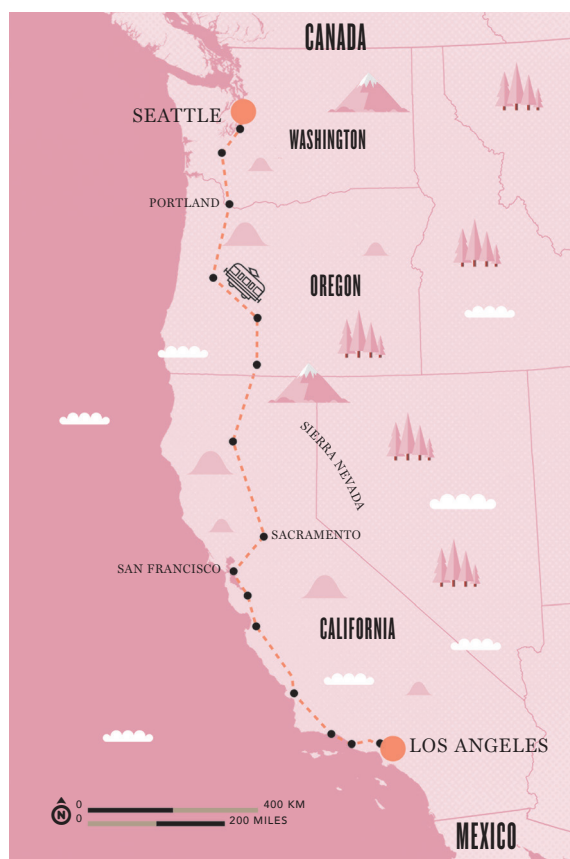 CANADA
SEATTLE
WASHINGTON
PORTLAND
OREGON
SIERRA NEVADA
SACRAMENTO
SAN FRANCISCO
CALIFORNIA
LOS ANGELES
N
0 400 KM
0 200 MILES
MEXICO